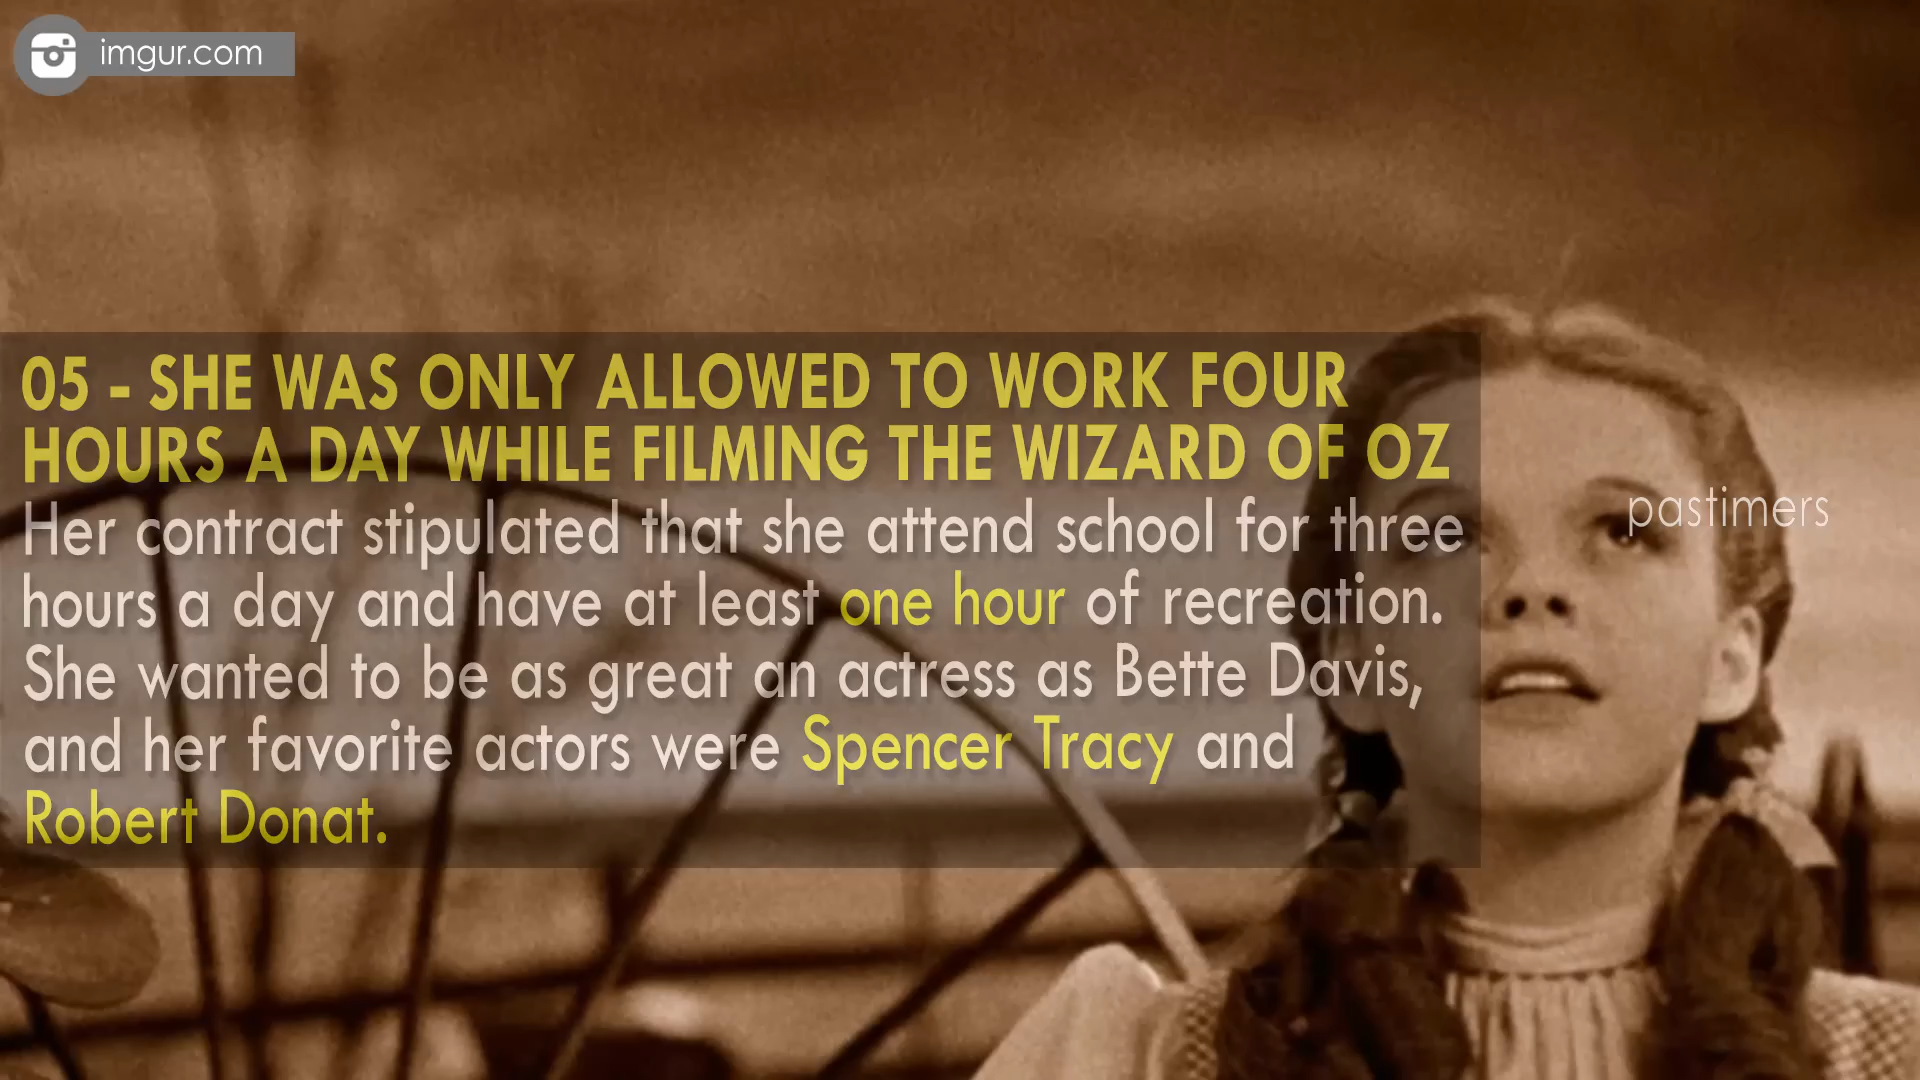 imgur.com
05 - SHE WAS ONLY ALLOWED TO WORK FOUR
HOURS A DAY WHILE FILMING THE WIZARD OF OZ
Her contract stipulated that she attend school for three
hours a day and have at least one hour of recreation.
She wanted to be as great an actress as Bette Davis,
and her favorite actors were Spencer Tracy and
Robert Donat.
pastimers